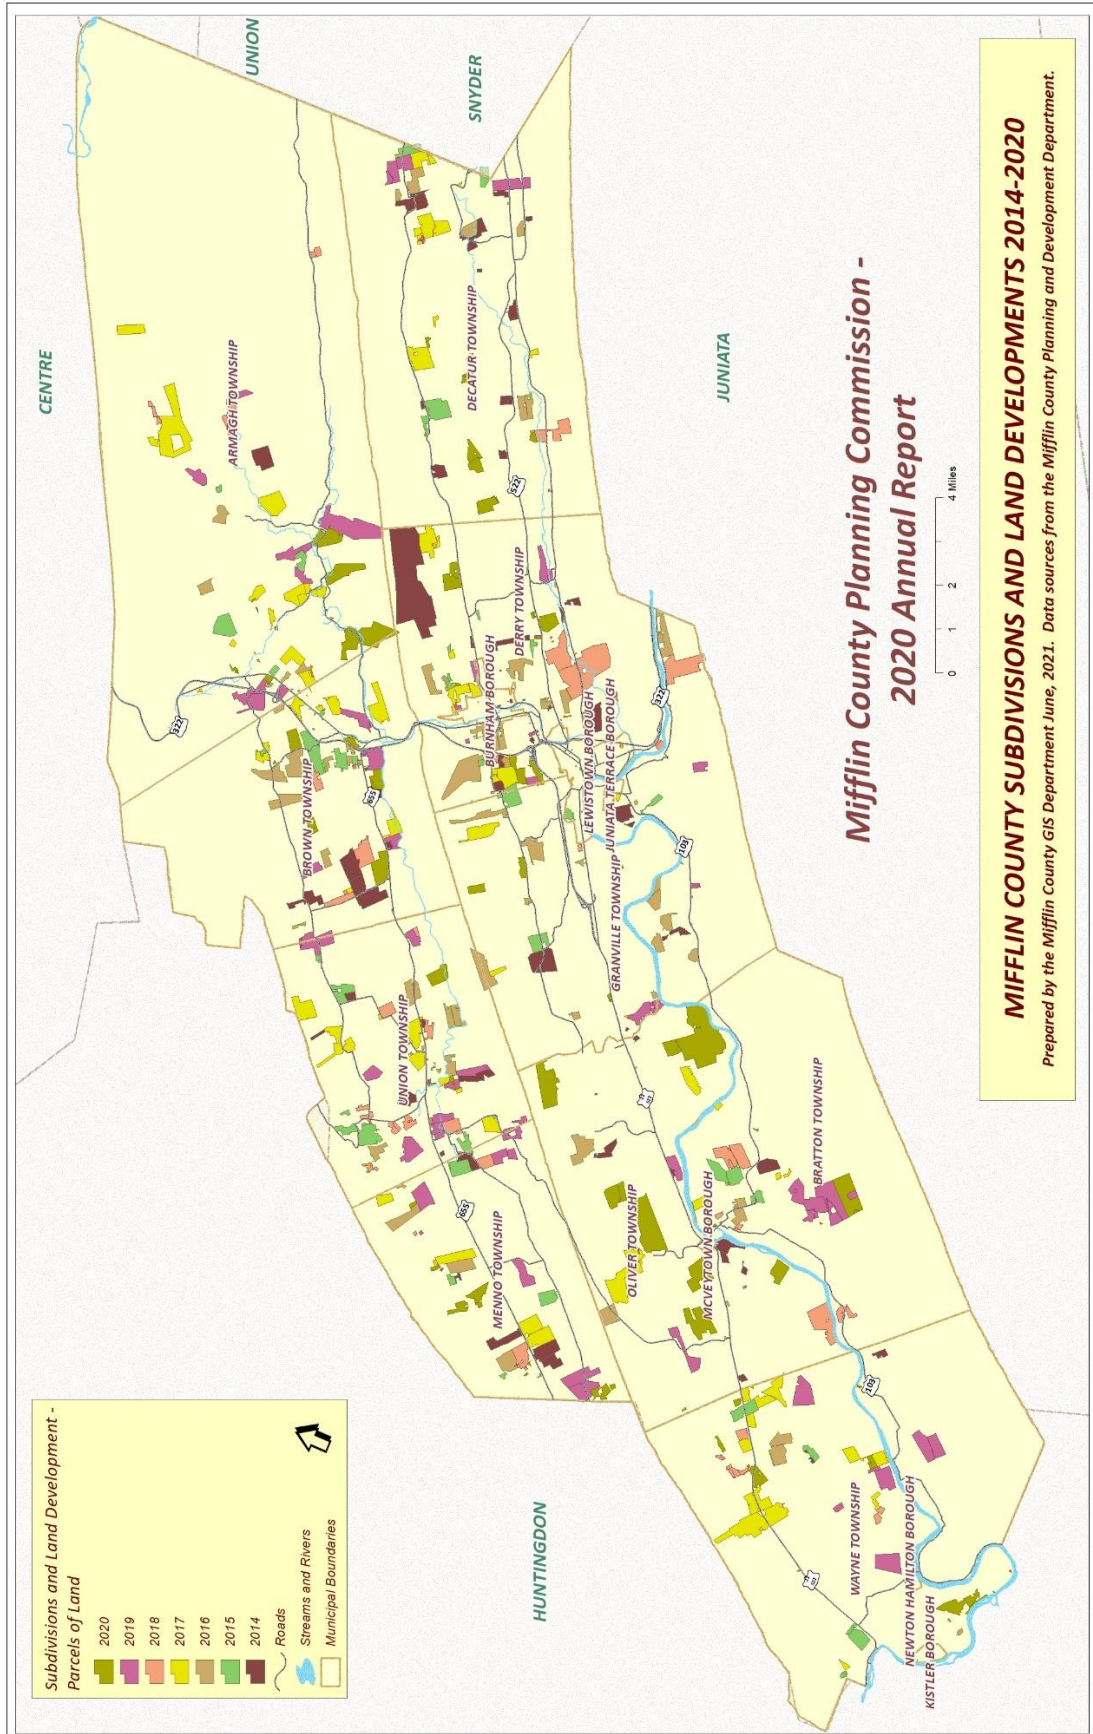 Subdivisions and Land Development -
Parcels of Land
2020
2019
2018
2017
2016
2015
2014
Roads
Streams and Rivers
Municipal Boundaries
CENTRE
UNION
SNYDER
HUNTINGDON
JUNIATA
ARMAGH TOWNSHIP
322
BROWN TOWNSHIP
655
UNION TOWNSHIP
655
MENNO TOWNSHIP
DECATUR TOWNSHIP
522
DERRY TOWNSHIP
BURNHAM BOROUGH
LEWISTOWN BOROUGH
JUNIATA TERRACE BOROUGH
322
GRANVILLE TOWNSHIP
103
OLIVER TOWNSHIP
MCVEYTOWN BOROUGH
BRATTON TOWNSHIP
103
WAYNE TOWNSHIP
NEWTON HAMILTON BOROUGH
KISTLER BOROUGH
Mifflin County Planning Commission -
2020 Annual Report
0 1 2 4 Miles
MIFFLIN COUNTY SUBDIVISIONS AND LAND DEVELOPMENTS 2014-2020
Prepared by the Mifflin County GIS Department June, 2021. Data sources from the Mifflin County Planning and Development Department.